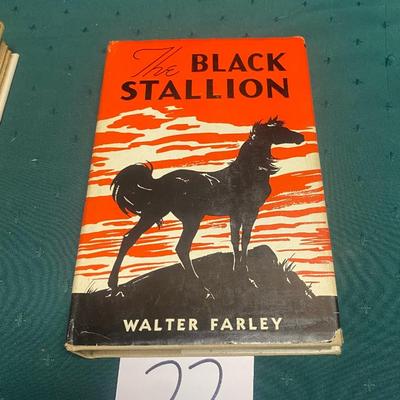 The BLACK
STALLION
WALTER FARLEY
22